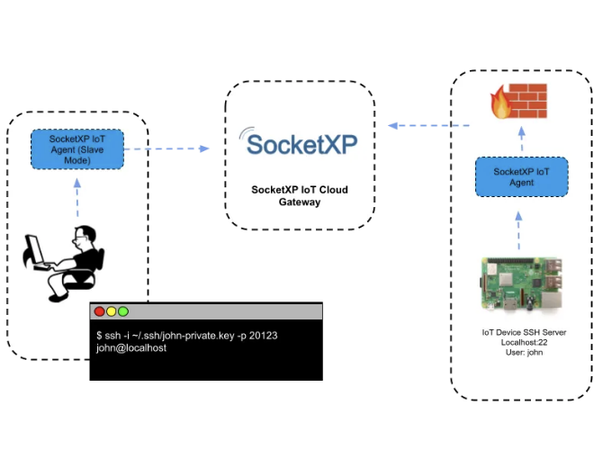 SocketXP IoT
Agent (Slave
Mode)
SocketXP
SocketXP IoT Cloud
Gateway
SocketXP IoT
Agent
$ ssh -i ~/.ssh/john-private.key -p 20123
john@localhost
IoT Device SSH Server
Localhost:22
User: john